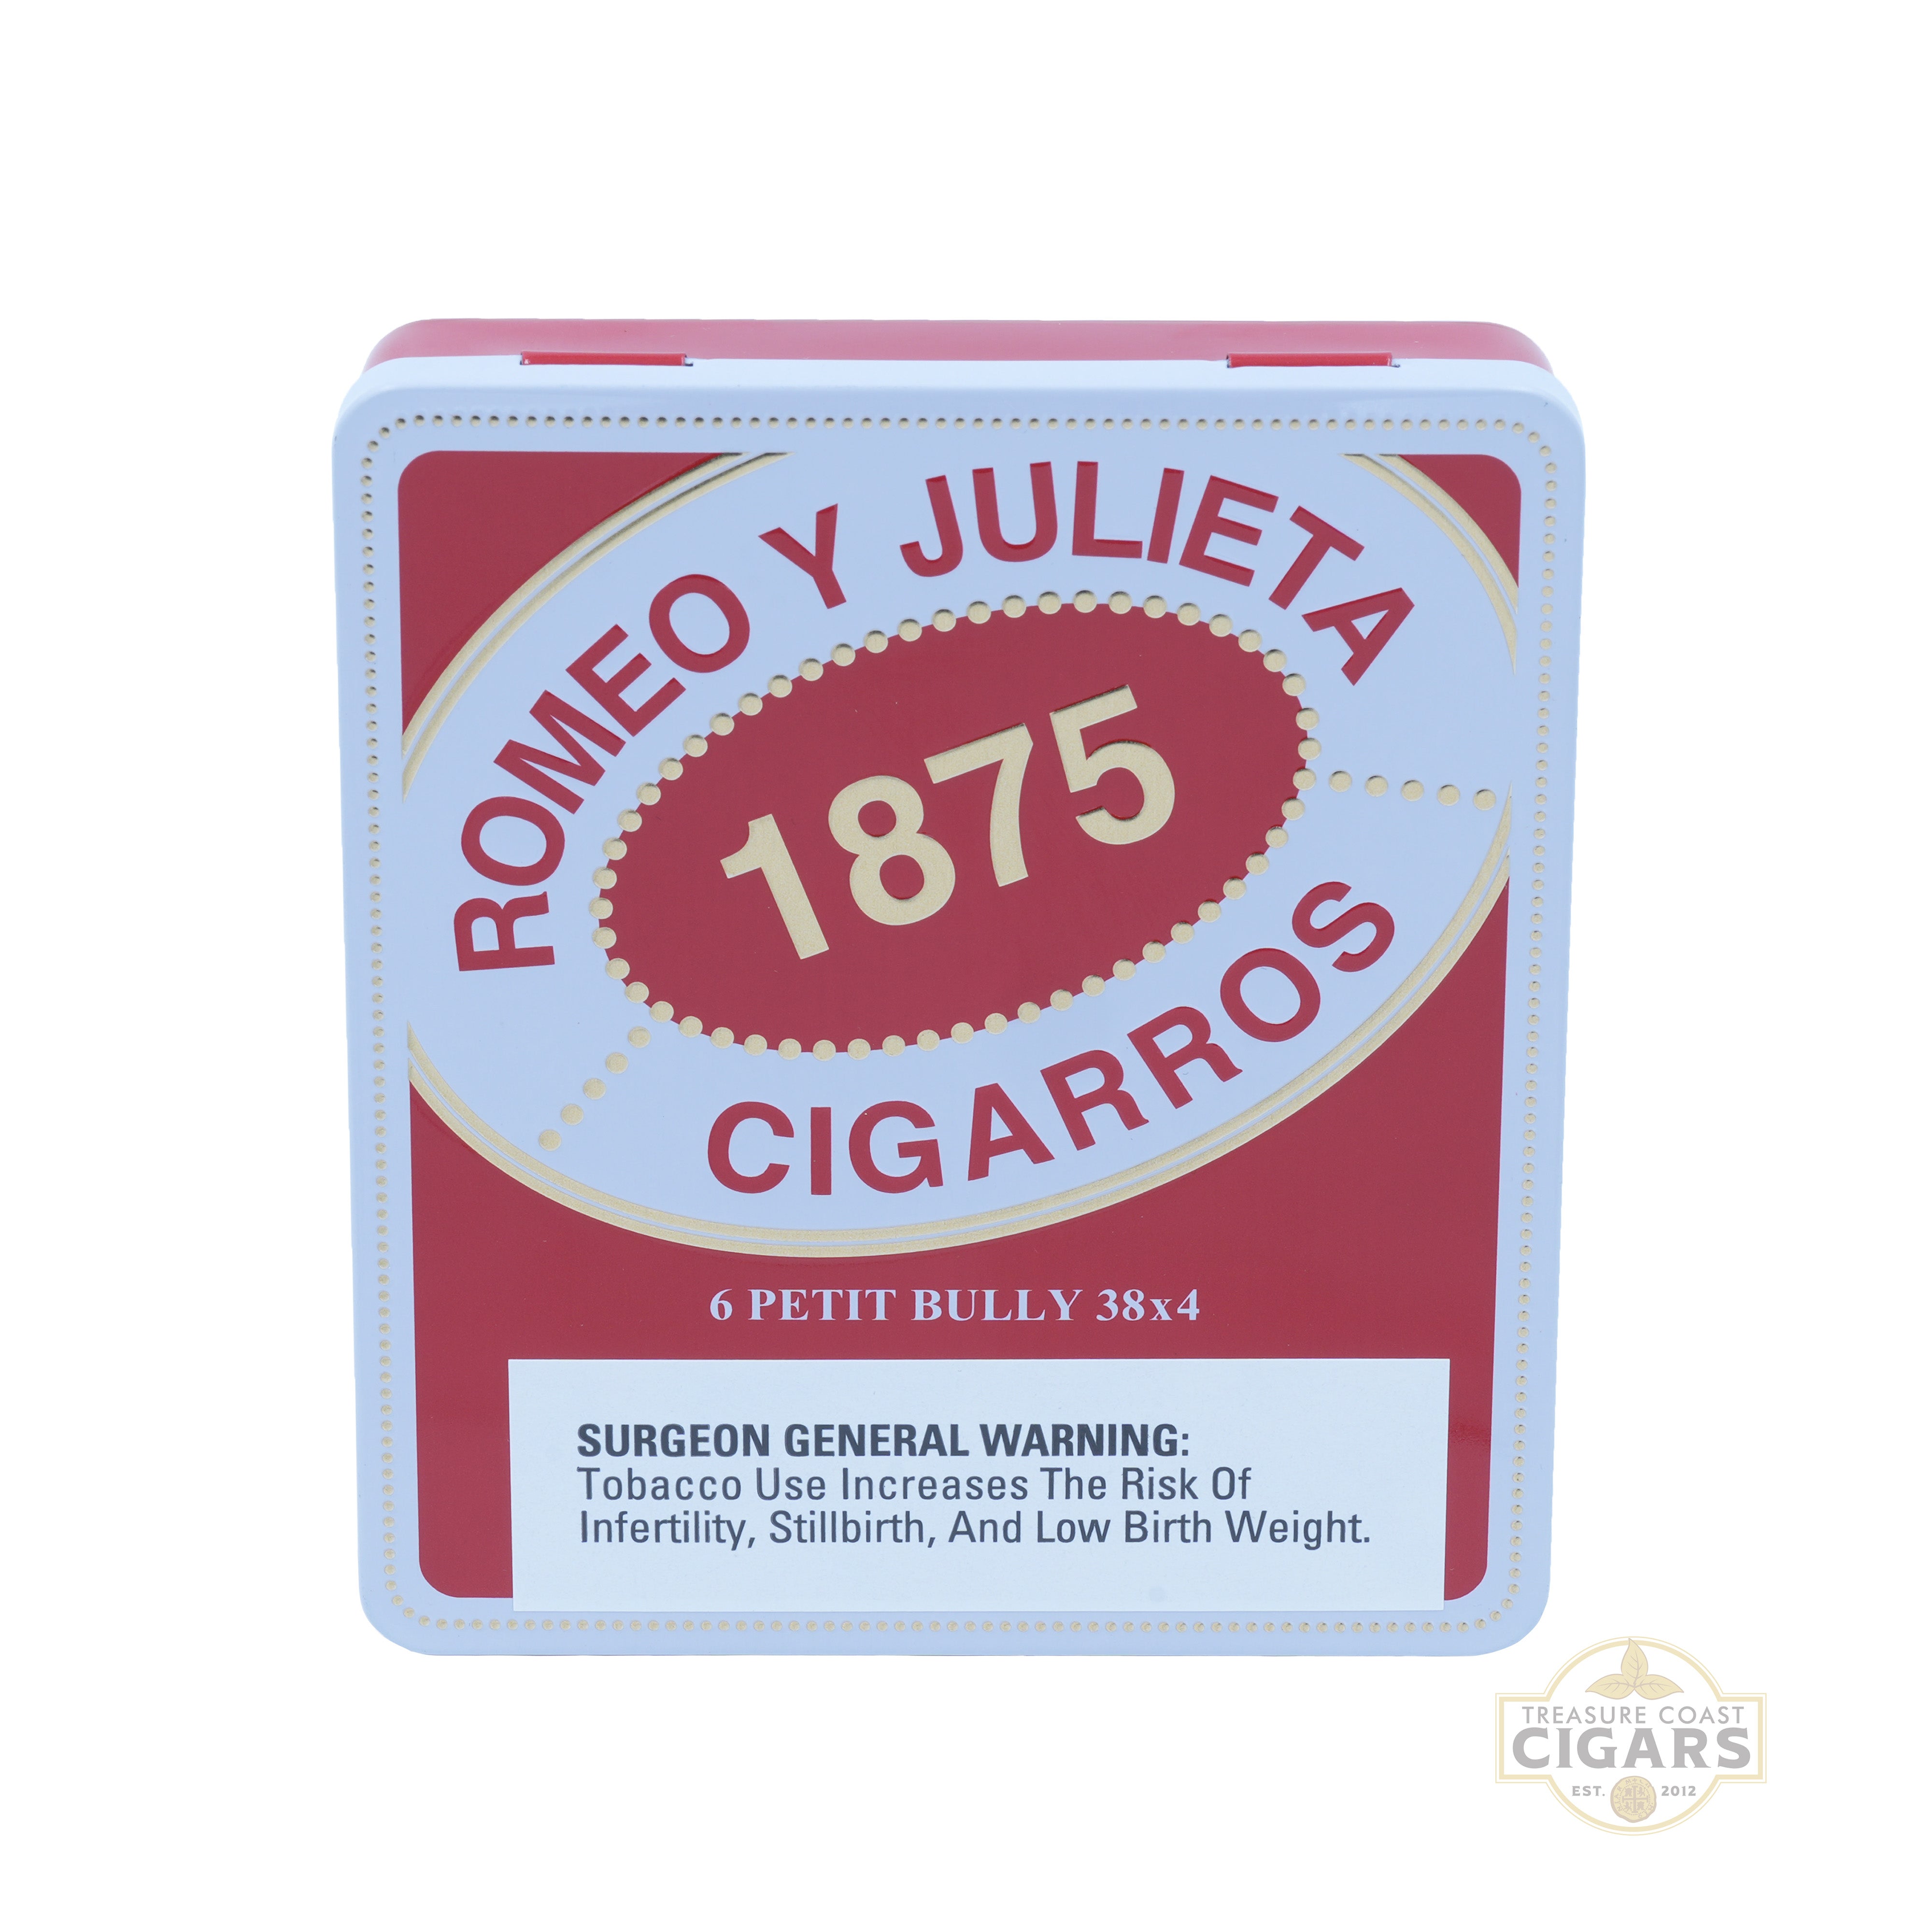 ROMEO Y JULIETA
1875
CIGARROS
6 PETIT BULLY 38x4
SURGEON GENERAL WARNING:
Tobacco Use Increases The Risk Of
Infertility, Stillbirth, And Low Birth Weight.
TREASURE COAST
CIGARS
EST. 2012